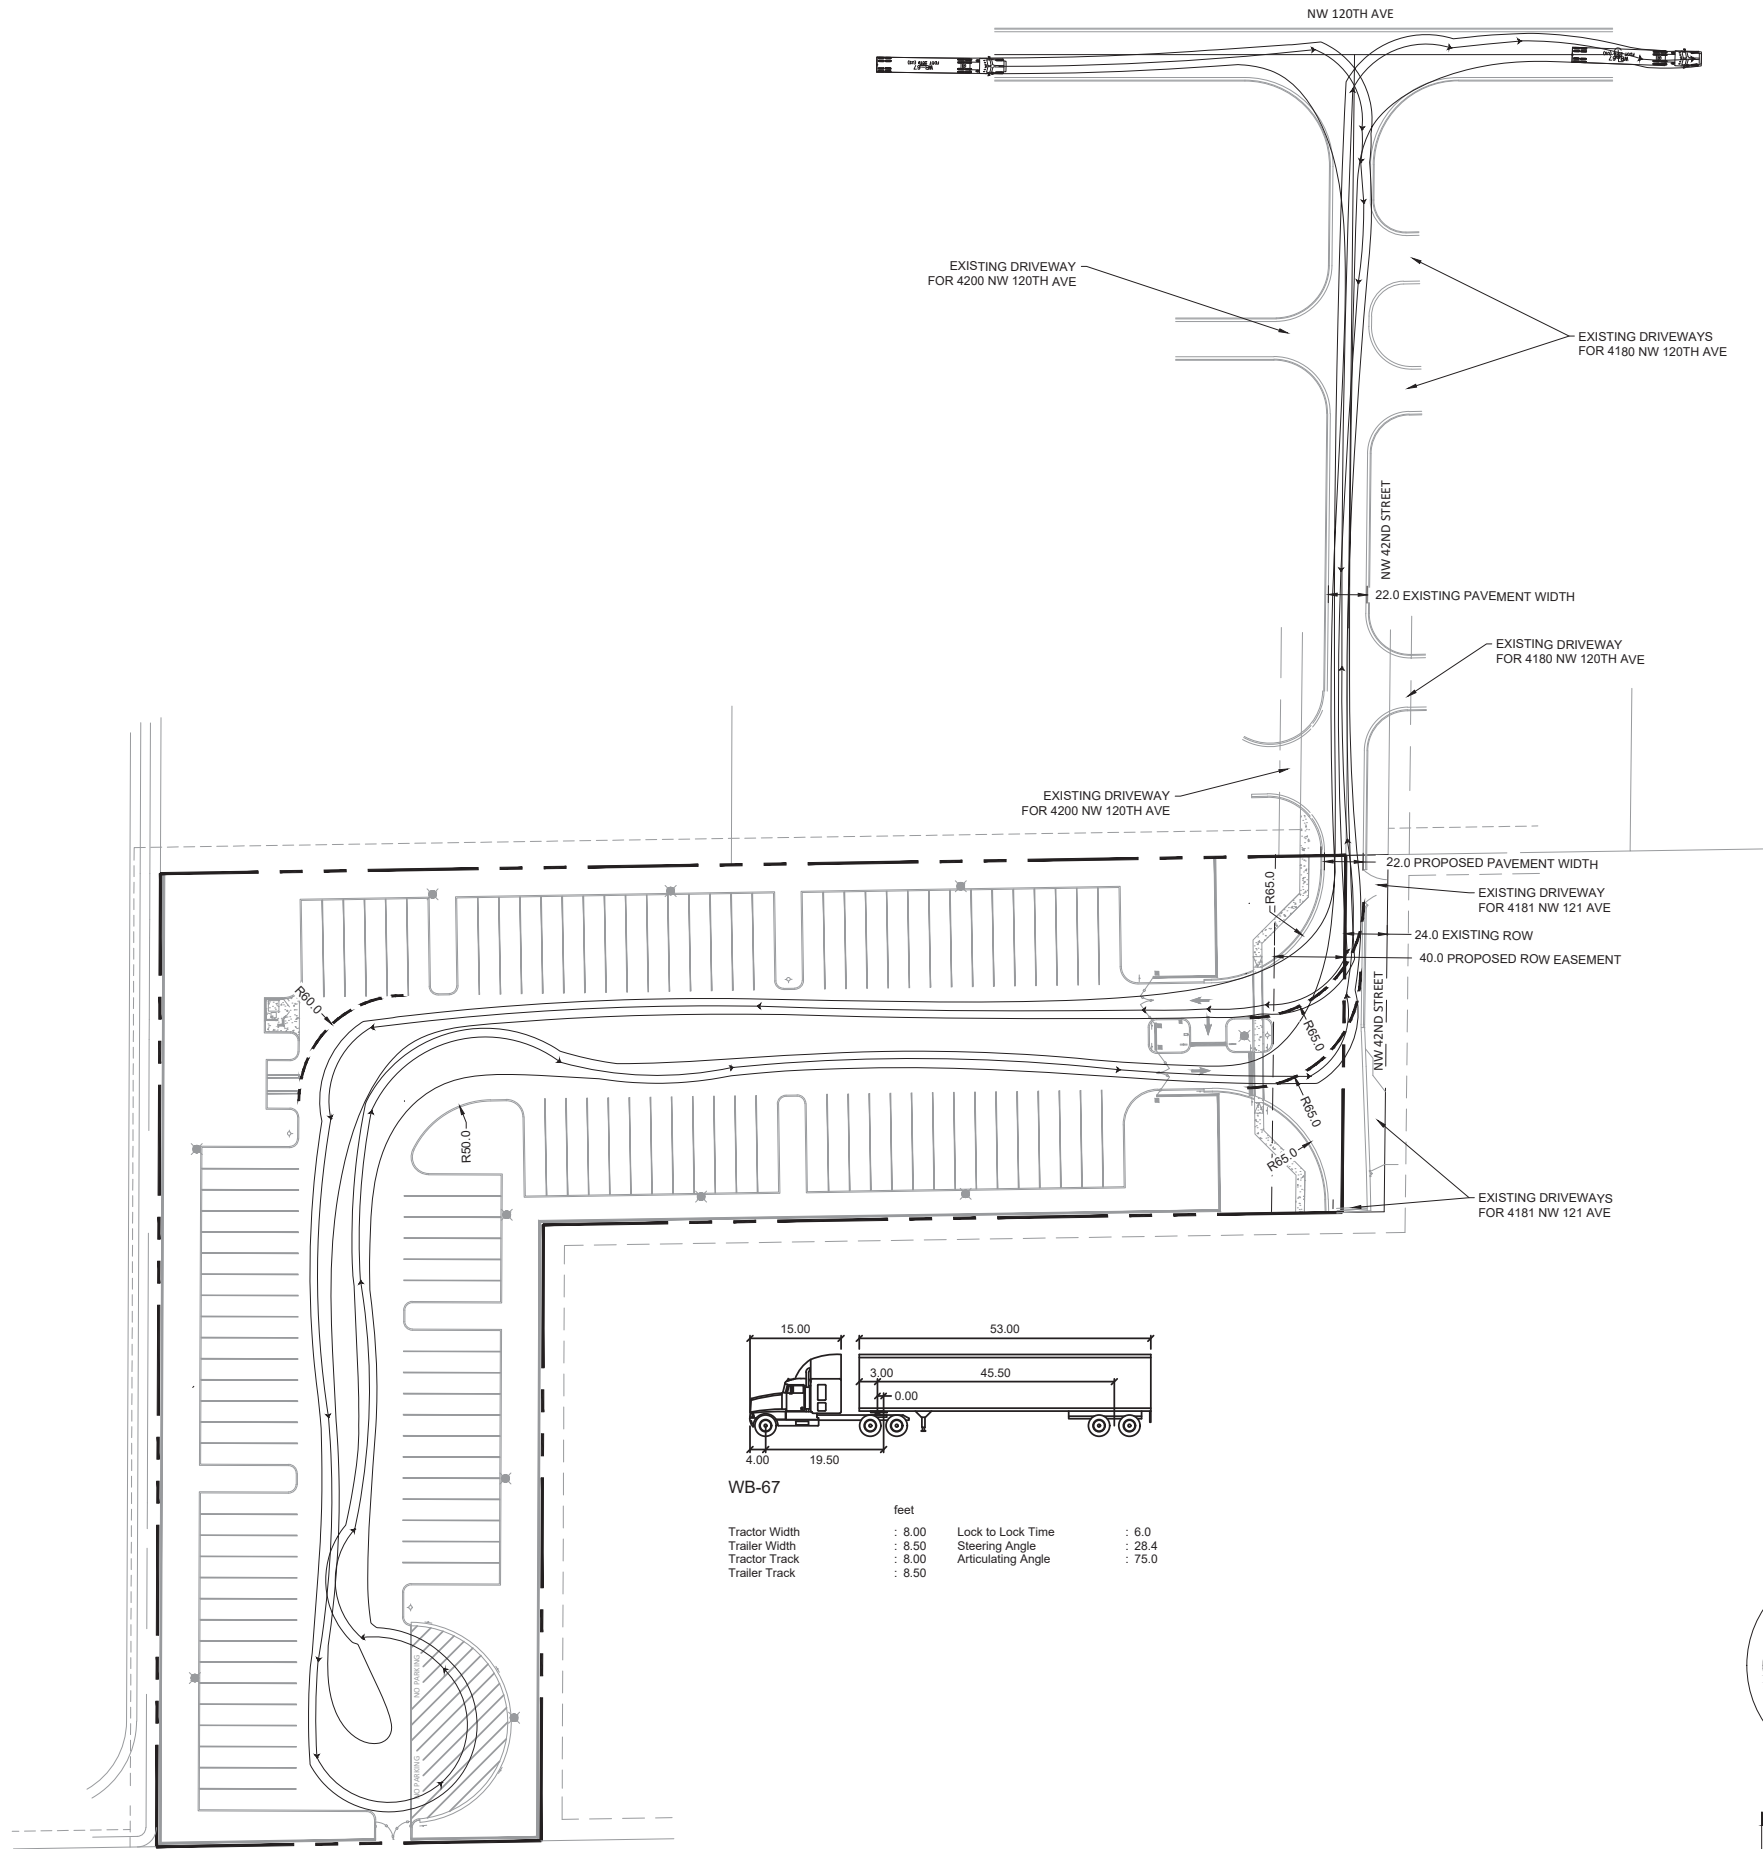 NW 120TH AVE
WB-67
WB-67
EXISTING DRIVEWAY
FOR 4200 NW 120TH AVE
EXISTING DRIVEWAYS
FOR 4180 NW 120TH AVE
NW 42ND STREET
22.0 EXISTING PAVEMENT WIDTH
EXISTING DRIVEWAY
FOR 4180 NW 120TH AVE
EXISTING DRIVEWAY
FOR 4200 NW 120TH AVE
22.0 PROPOSED PAVEMENT WIDTH
R65.0
EXISTING DRIVEWAY
FOR 4181 NW 121 AVE
24.0 EXISTING ROW
40.0 PROPOSED ROW EASEMENT
R60.0
NW 42ND STREET
R65.0
R65.0
R50.0
R65.0
EXISTING DRIVEWAYS
FOR 4181 NW 121 AVE
15.00
53.00
3.00
45.50
0.00
4.00
19.50
WB-67
feet
Tractor Width : 8.00 Lock to Lock Time : 6.0
Trailer Width : 8.50 Steering Angle : 28.4
Tractor Track : 8.00 Articulating Angle : 75.0
Trailer Track : 8.50
NO PARKING
NO PARKING